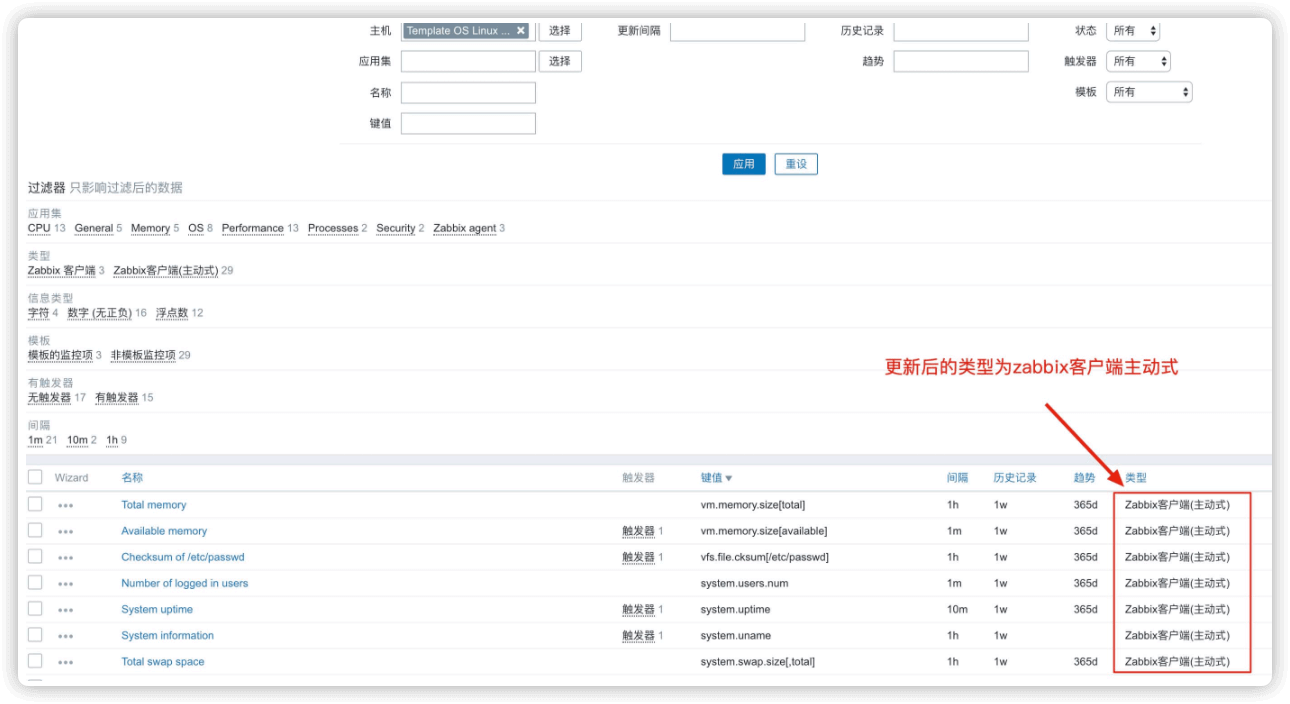 主机 Template OS Linux ... ✕ 选择 更新间隔 历史记录 状态 所有
应用集 选择 趋势 触发器 所有
名称 模板 所有
键值
应用 重设
过滤器 只影响过滤后的数据
应用集
CPU 13 General 5 Memory 5 OS 8 Performance 13 Processes 2 Security 2 Zabbix agent 3
类型
Zabbix 客户端 3 Zabbix客户端(主动式) 29
信息类型
字符 4 数字 (无正负) 16 浮点数 12
模板
模板的监控项 3 非模板监控项 29
更新后的类型为zabbix客户端主动式
有触发器
无触发器 17 有触发器 15
间隔
1m 21 10m 2 1h 9
Wizard 名称 触发器 键值 ▼ 间隔 历史记录 趋势 类型
••• Total memory vm.memory.size[total] 1h 1w 365d Zabbix客户端(主动式)
••• Available memory 触发器 1 vm.memory.size[available] 1m 1w 365d Zabbix客户端(主动式)
••• Checksum of /etc/passwd 触发器 1 vfs.file.cksum[/etc/passwd] 1h 1w 365d Zabbix客户端(主动式)
••• Number of logged in users system.users.num 1m 1w 365d Zabbix客户端(主动式)
••• System uptime 触发器 1 system.uptime 10m 1w 365d Zabbix客户端(主动式)
••• System information 触发器 1 system.uname 1h 1w Zabbix客户端(主动式)
••• Total swap space system.swap.size[,total] 1h 1w 365d Zabbix客户端(主动式)